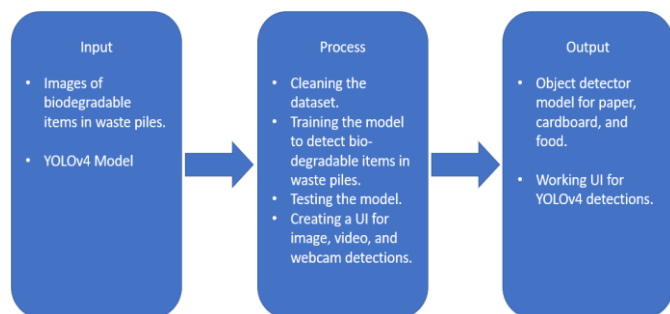 Input
• Images of
biodegradable
items in waste piles.
• YOLOv4 Model
Process
• Cleaning the
dataset.
• Training the model
to detect bio-
degradable items in
waste piles.
• Testing the model.
• Creating a UI for
image, video, and
webcam detections.
Output
• Object detector
model for paper,
cardboard, and
food.
• Working UI for
YOLOv4 detections.